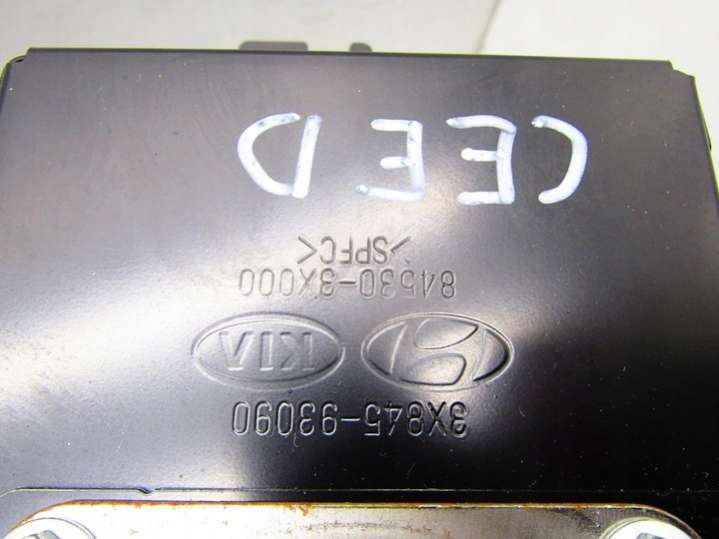 3X845-93090
KIA
84530-3X000
>SPFC<
CEED